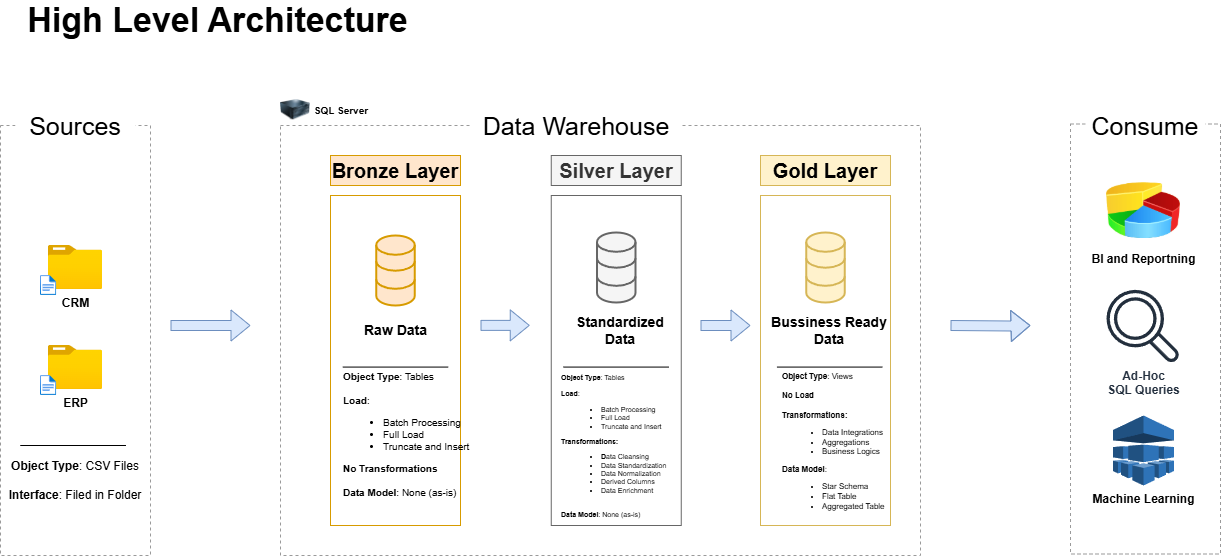 High Level Architecture
Sources
CRM
ERP
Object Type: CSV Files
Interface: Filed in Folder
SQL Server
Data Warehouse
Bronze Layer
Raw Data
Object Type: Tables
Load:
Batch Processing
Full Load
Truncate and Insert
No Transformations
Data Model: None (as-is)
Silver Layer
Standardized
Data
Object Type: Tables
Load:
Batch Processing
Full Load
Truncate and Insert
Transformations:
Data Cleansing
Data Standardization
Data Normalization
Derived Columns
Data Enrichment
Data Model: None (as-is)
Gold Layer
Bussiness Ready
Data
Object Type: Views
No Load
Transformations:
Data Integrations
Aggregations
Business Logics
Data Model:
Star Schema
Flat Table
Aggregated Table
Consume
BI and Reportning
Ad-Hoc
SQL Queries
Machine Learning